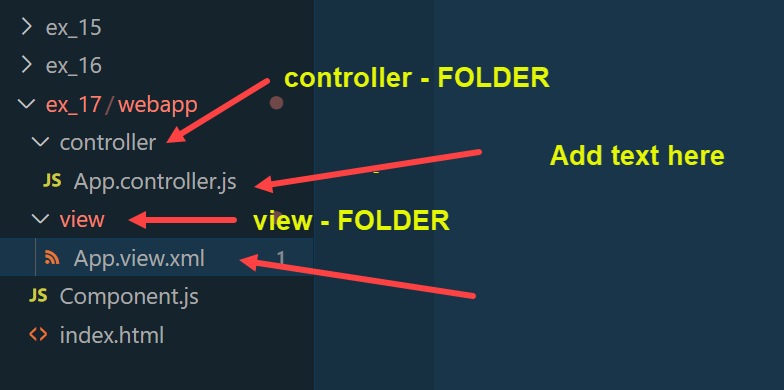 ex_15
ex_16
controller - FOLDER
ex_17/webapp
controller
Add text here
JS App.controller.js
view
view - FOLDER
App.view.xml 1
JS Component.js
<> index.html